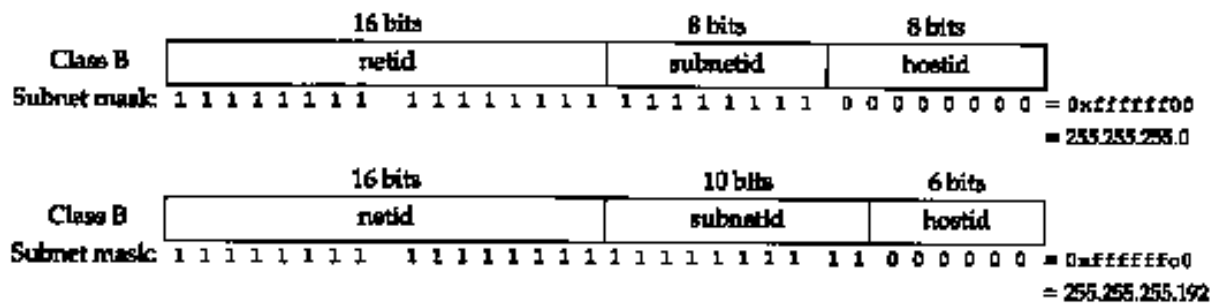 16 bits 8 bits 8 bits
Class B netid subnetid hostid
Subnet mask: 1 1 1 1 1 1 1 1 1 1 1 1 1 1 1 1 1 1 1 1 1 1 1 1 0 0 0 0 0 0 0 0 = 0xffffff00
= 255.255.255.0
16 bits 10 bits 6 bits
Class B netid subnetid hostid
Subnet mask: 1 1 1 1 1 1 1 1 1 1 1 1 1 1 1 1 1 1 1 1 1 1 1 1 1 1 0 0 0 0 0 0 = 0xffffffc0
= 255.255.255.192